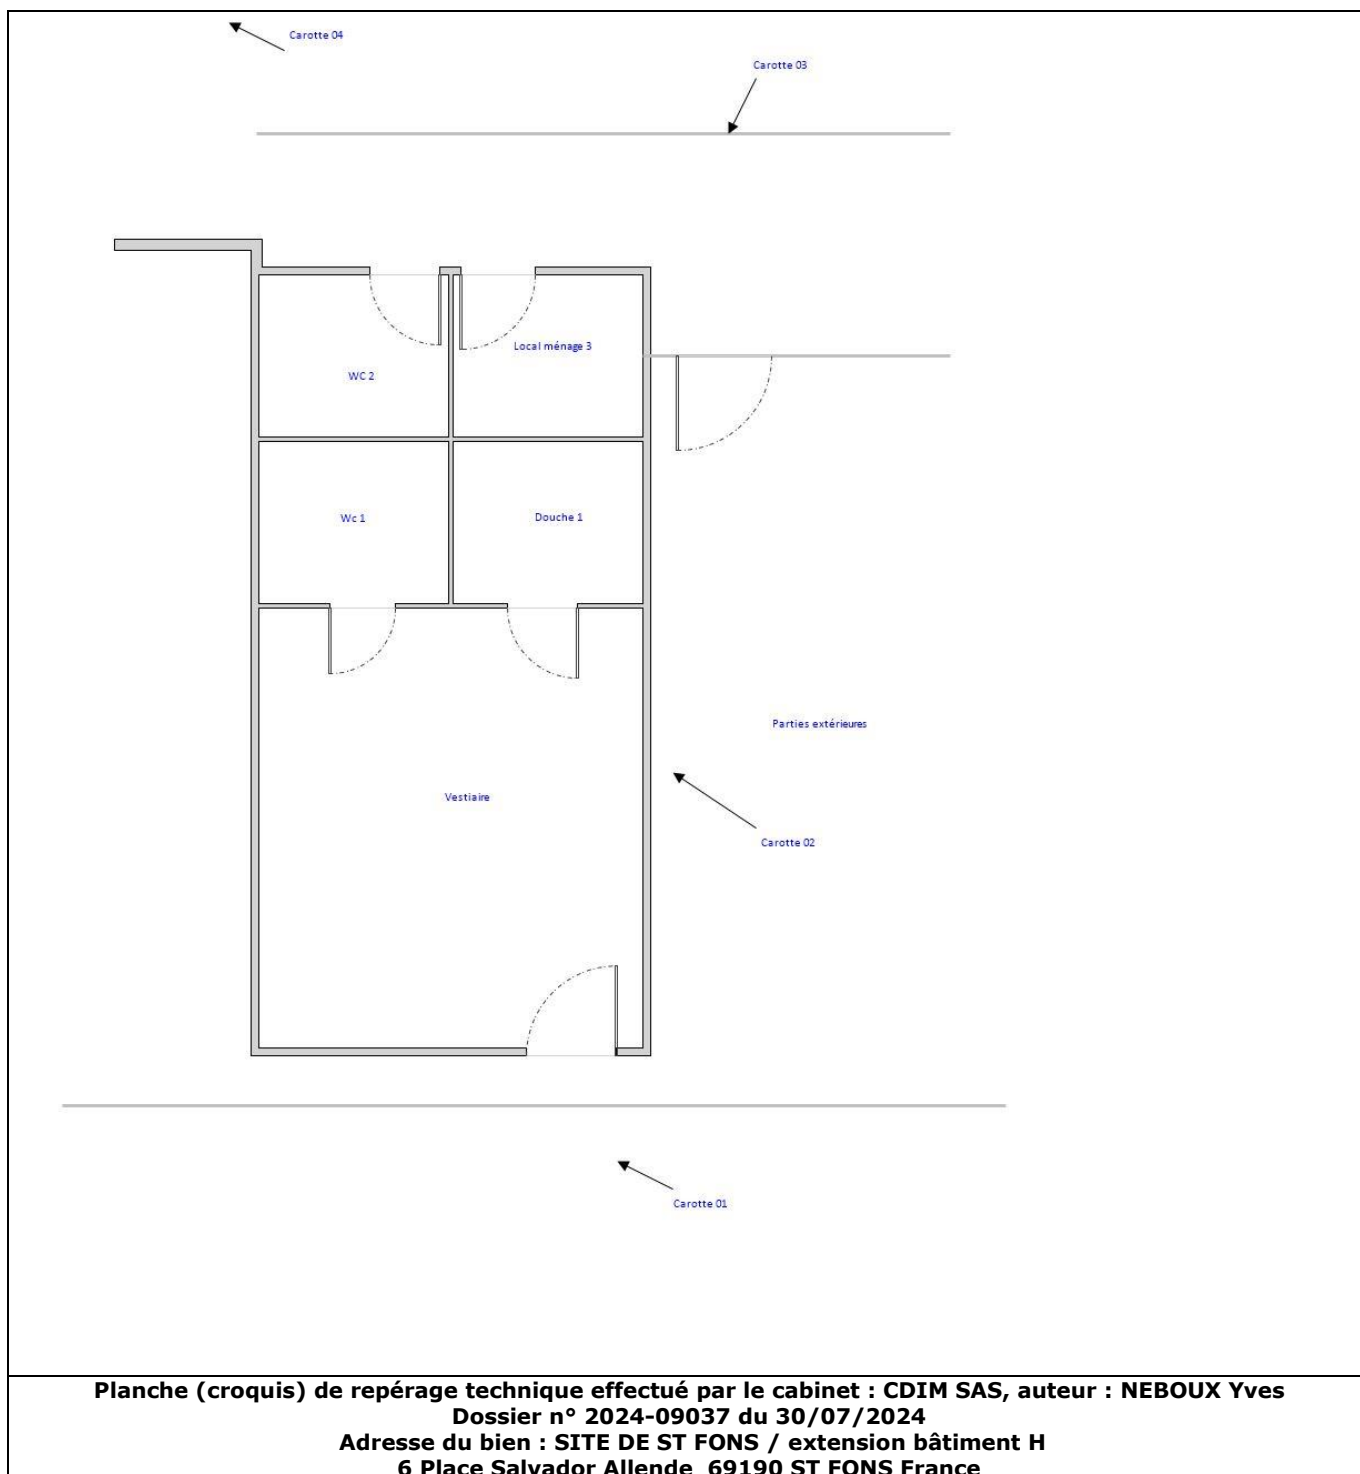 Carotte 04
Carotte 03
Local ménage 3
WC 2
Wc 1
Douche 1
Parties extérieures
Vestiaire
Carotte 02
Carotte 01
Planche (croquis) de repérage technique effectué par le cabinet : CDIM SAS, auteur : NEBOUX Yves
Dossier n° 2024-09037 du 30/07/2024
Adresse du bien : SITE DE ST FONS / extension bâtiment H
6 Place Salvador Allende 69190 ST FONS France